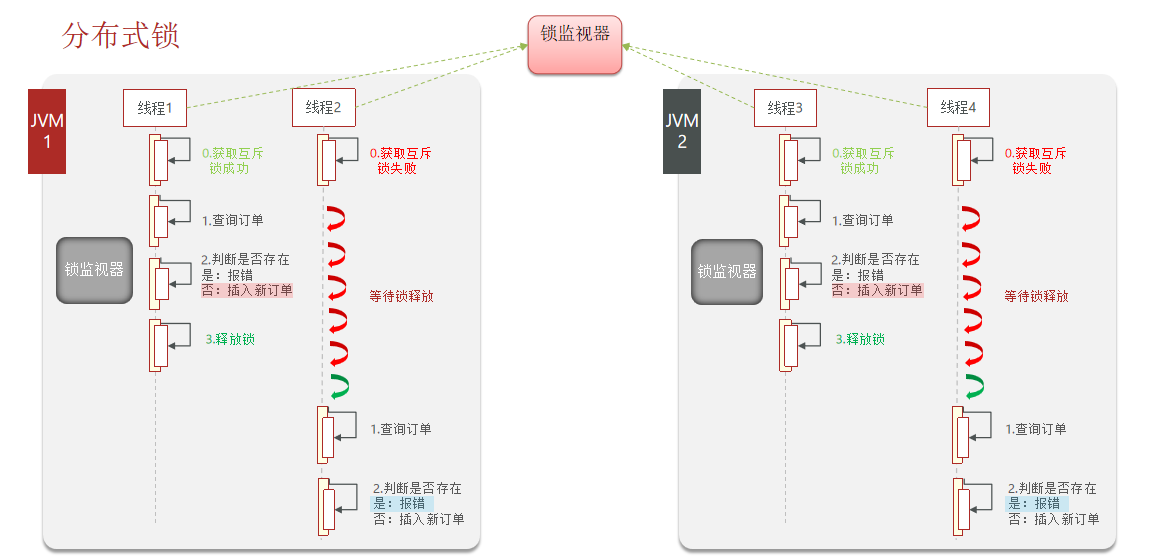 分布式锁
锁监视器
JVM
1
线程1
线程2
0.获取互斥
锁成功
0.获取互斥
锁失败
1.查询订单
锁监视器
2.判断是否存在
是：报错
否：插入新订单
等待锁释放
3.释放锁
1.查询订单
2.判断是否存在
是：报错
否：插入新订单
JVM
2
线程3
线程4
0.获取互斥
锁成功
0.获取互斥
锁失败
1.查询订单
锁监视器
2.判断是否存在
是：报错
否：插入新订单
等待锁释放
3.释放锁
1.查询订单
2.判断是否存在
是：报错
否：插入新订单